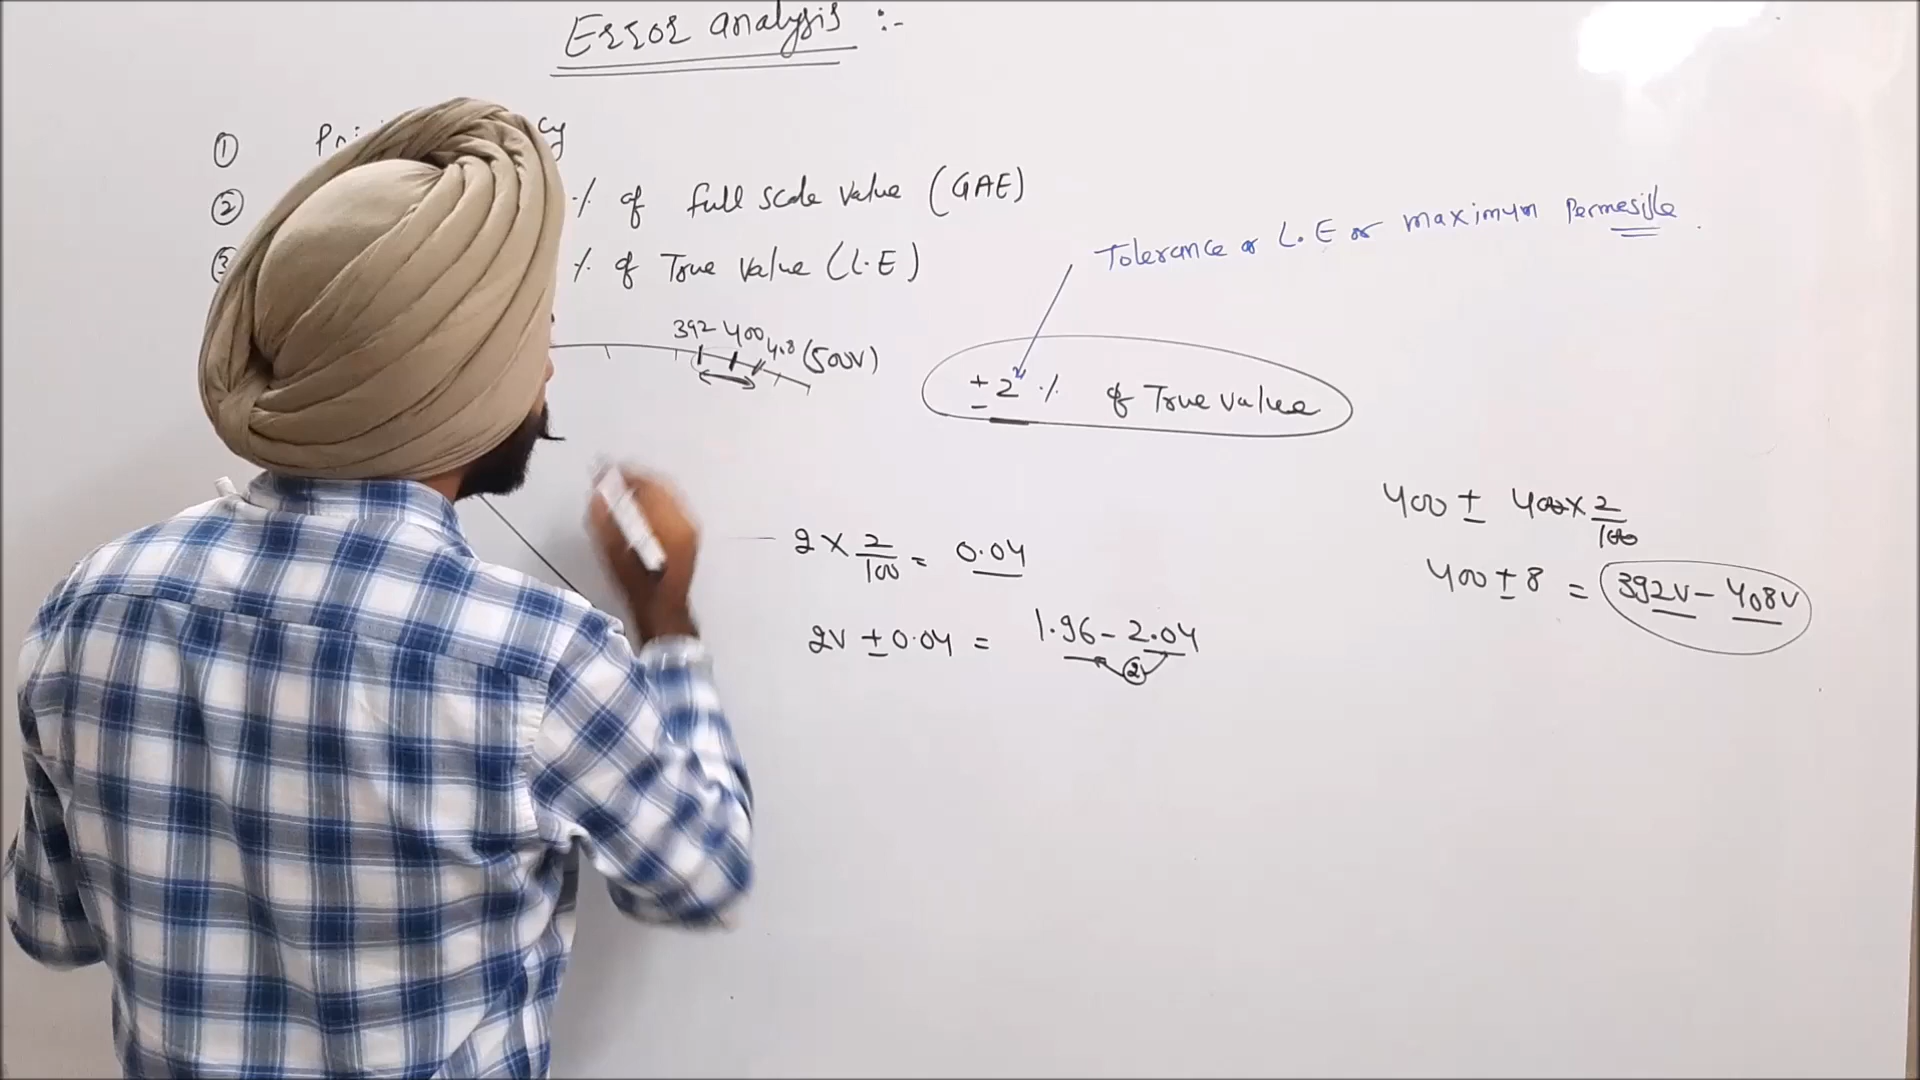 Error analysis :-
①
② % of full scale value (GAE)
③ % of True value (L.E)
Tolerance or L.E or maximum Permesible .
392 400 408 (500V)
± 2 % of True value
400 ± 400 x 2/100
400 ± 8 = 392V - 408V
2 x 2/100 = 0.04
2V ± 0.04 = 1.96 - 2.04
②